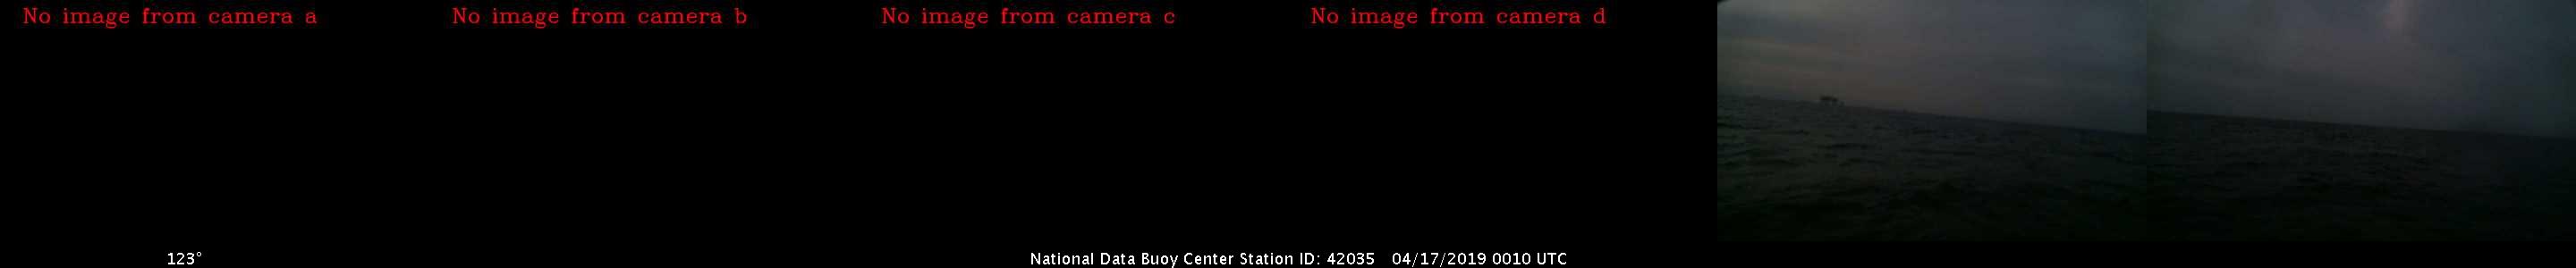 No image from camera a
No image from camera b
No image from camera c
No image from camera d
123°
National Data Buoy Center Station ID: 42035 04/17/2019 0010 UTC